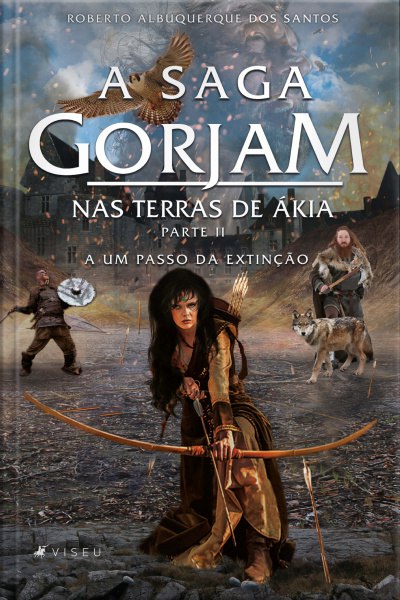 ROBERTO ALBUQUERQUE DOS SANTOS
A SAGA
GORJAM
NAS TERRAS DE ÁKIA
PARTE II
A UM PASSO DA EXTINÇÃO
VISEU